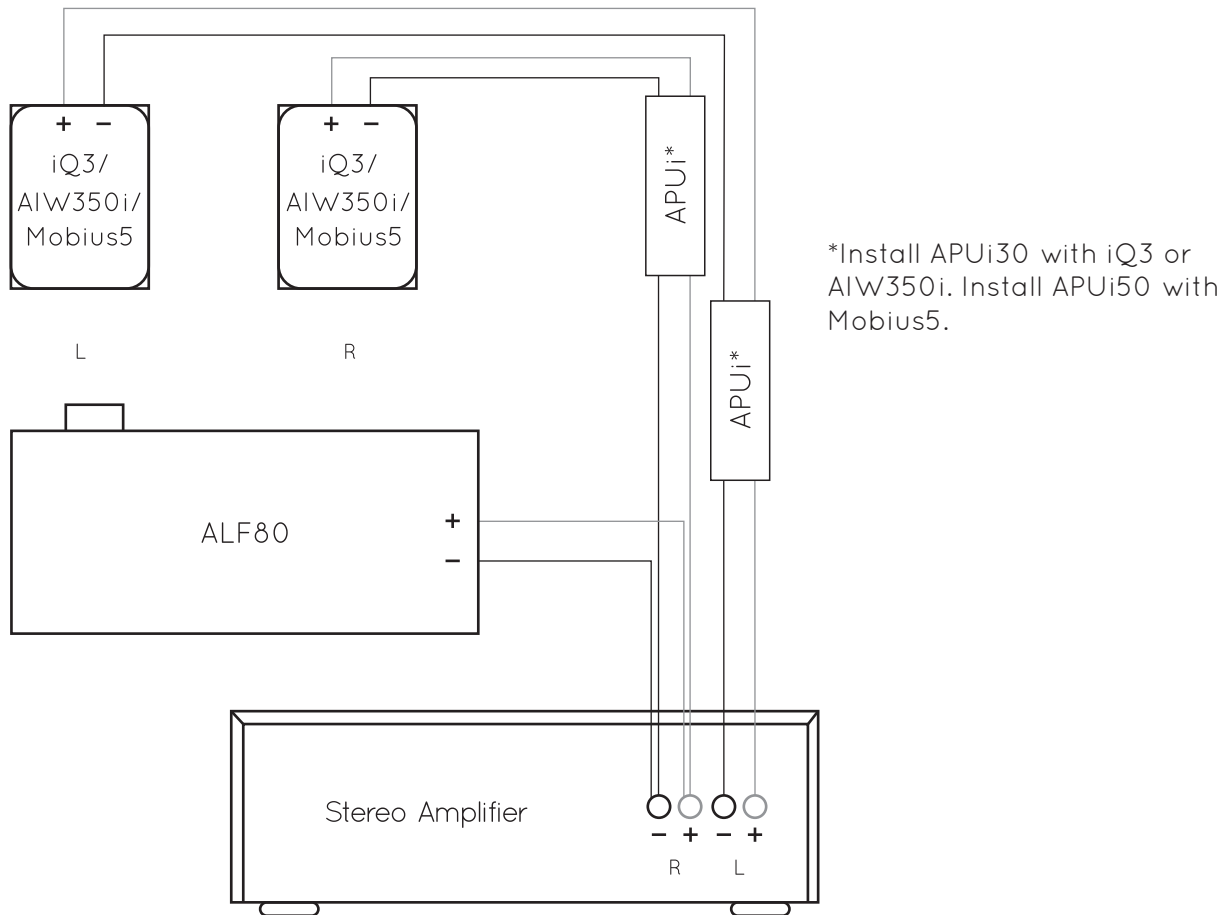 + −
iQ3/
AIW350i/
Mobius5
L
+ −
iQ3/
AIW350i/
Mobius5
R
APUi*
APUi*
*Install APUi30 with iQ3 or
AIW350i. Install APUi50 with
Mobius5.
ALF80
+
−
Stereo Amplifier
− + − +
R L